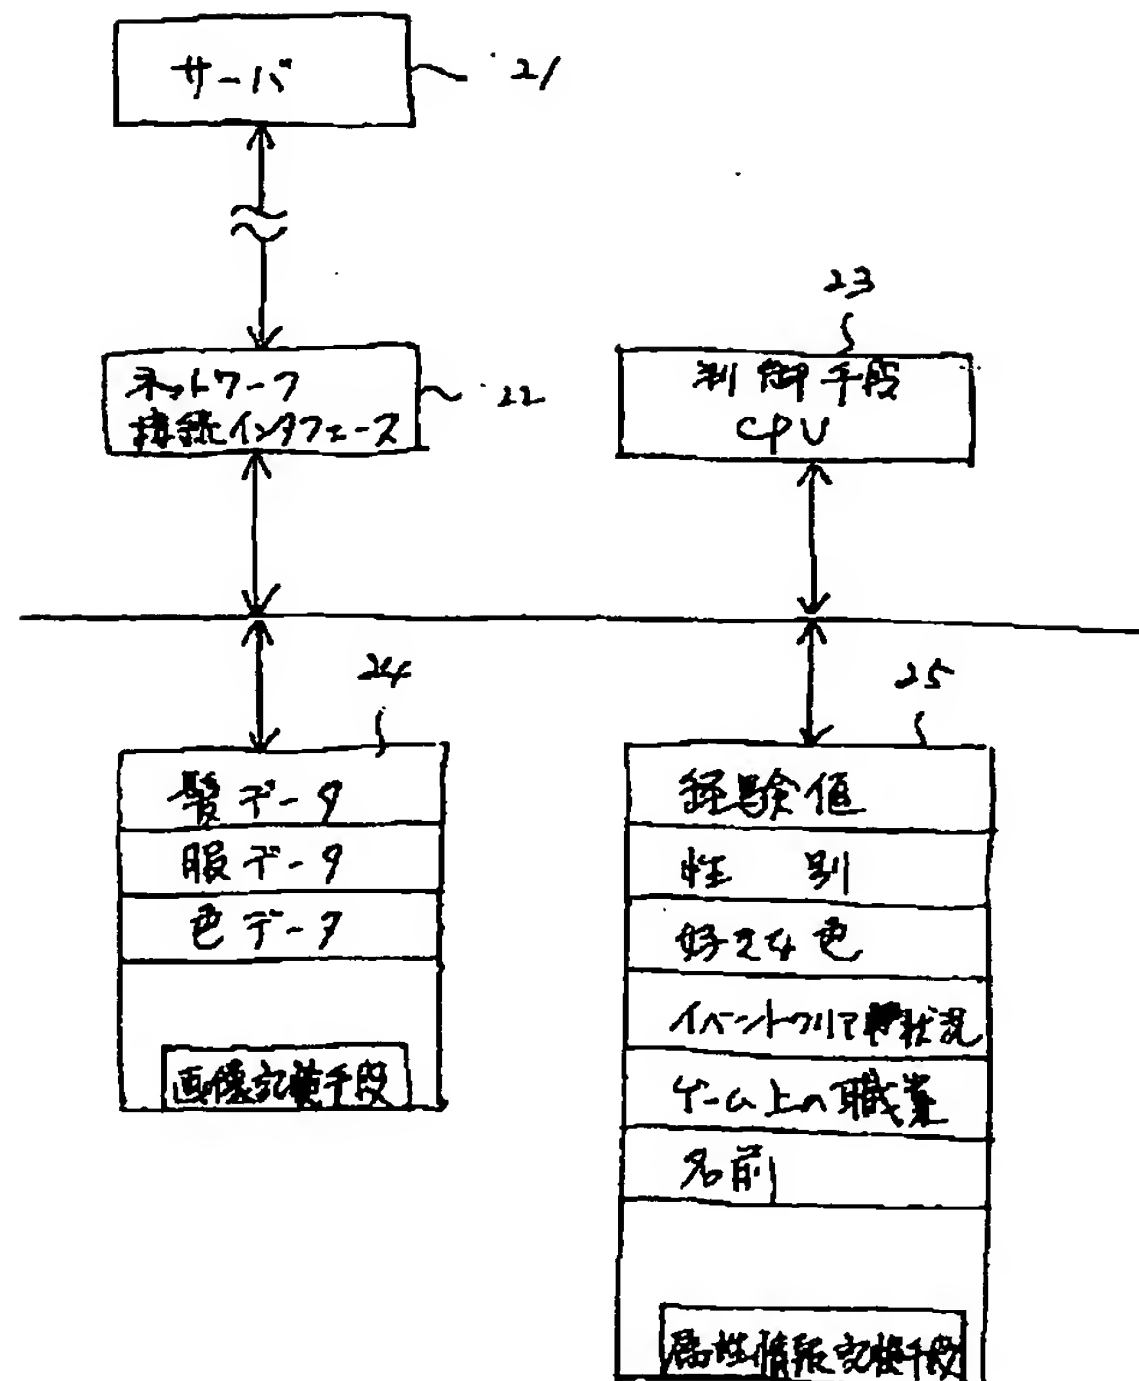 サーバ
21
23
ネットワーク
接続インタフェース
22
制御手段
CPU
24
25
髪データ
服データ
色データ
画像記憶手段
経験値
性別
好きな色
イベントクリア状況
ゲーム上の職業
名前
属性情報記憶手段